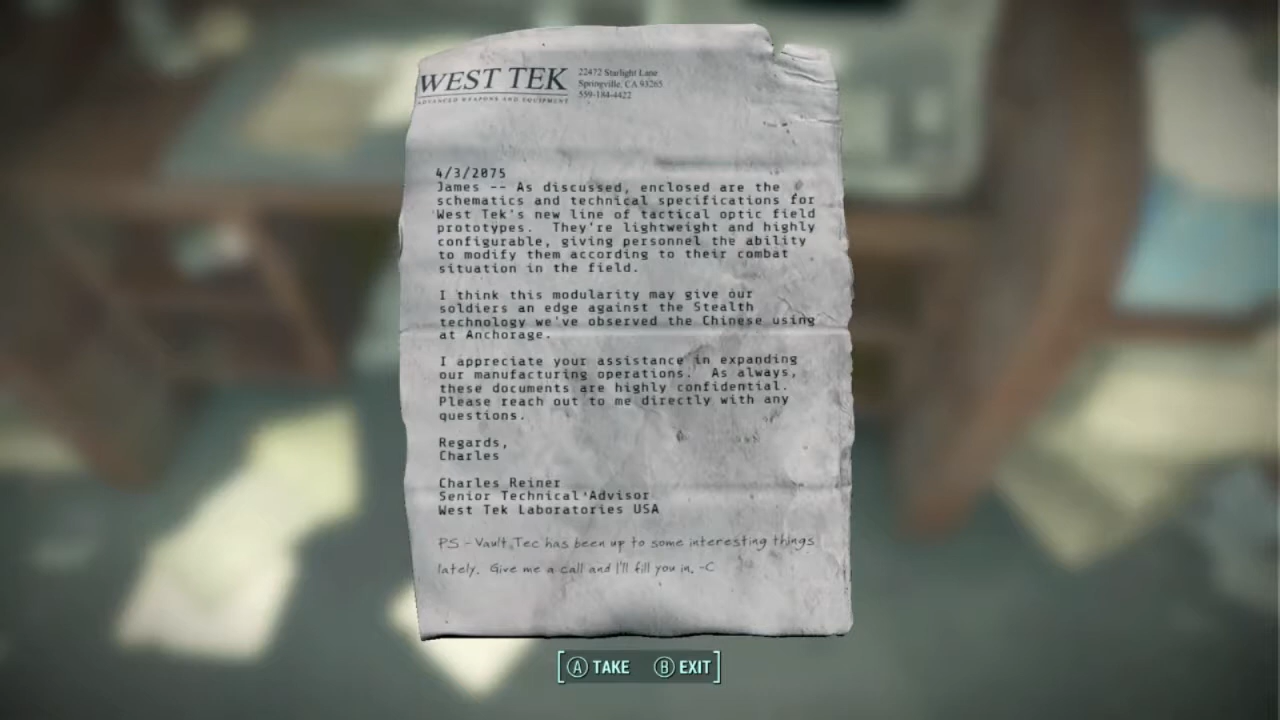 WEST TEK
ADVANCED WEAPONS AND EQUIPMENT
22472 Starlight Lane
Springville, CA 93265
559-184-4422
4/3/2075
James -- As discussed, enclosed are the
schematics and technical specifications for
West Tek's new line of tactical optic field
prototypes. They're lightweight and highly
configurable, giving personnel the ability
to modify them according to their combat
situation in the field.
I think this modularity may give our
soldiers an edge against the Stealth
technology we've observed the Chinese using
at Anchorage.
I appreciate your assistance in expanding
our manufacturing operations. As always,
these documents are highly confidential.
Please reach out to me directly with any
questions.
Regards,
Charles
Charles Reiner
Senior Technical Advisor
West Tek Laboratories USA
PS - Vault Tec has been up to some interesting things
lately. Give me a call and I'll fill you in. -C
A TAKE B EXIT